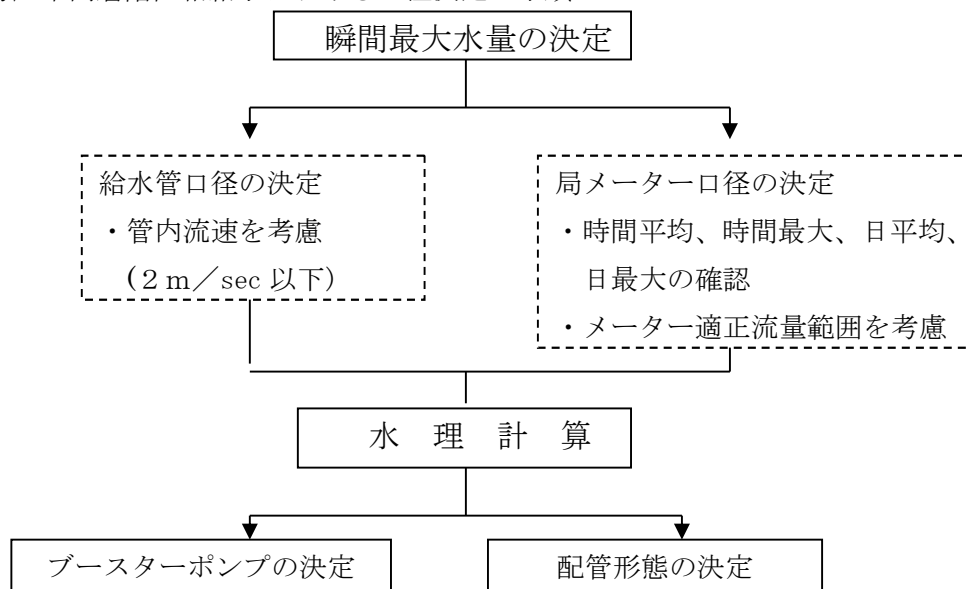 瞬間最大水量の決定
給水管口径の決定
・管内流速を考慮
(2m／sec 以下)
局メーター口径の決定
・時間平均、時間最大、日平均、
日最大の確認
・メーター適正流量範囲を考慮
水 理 計 算
ブースターポンプの決定
配管形態の決定